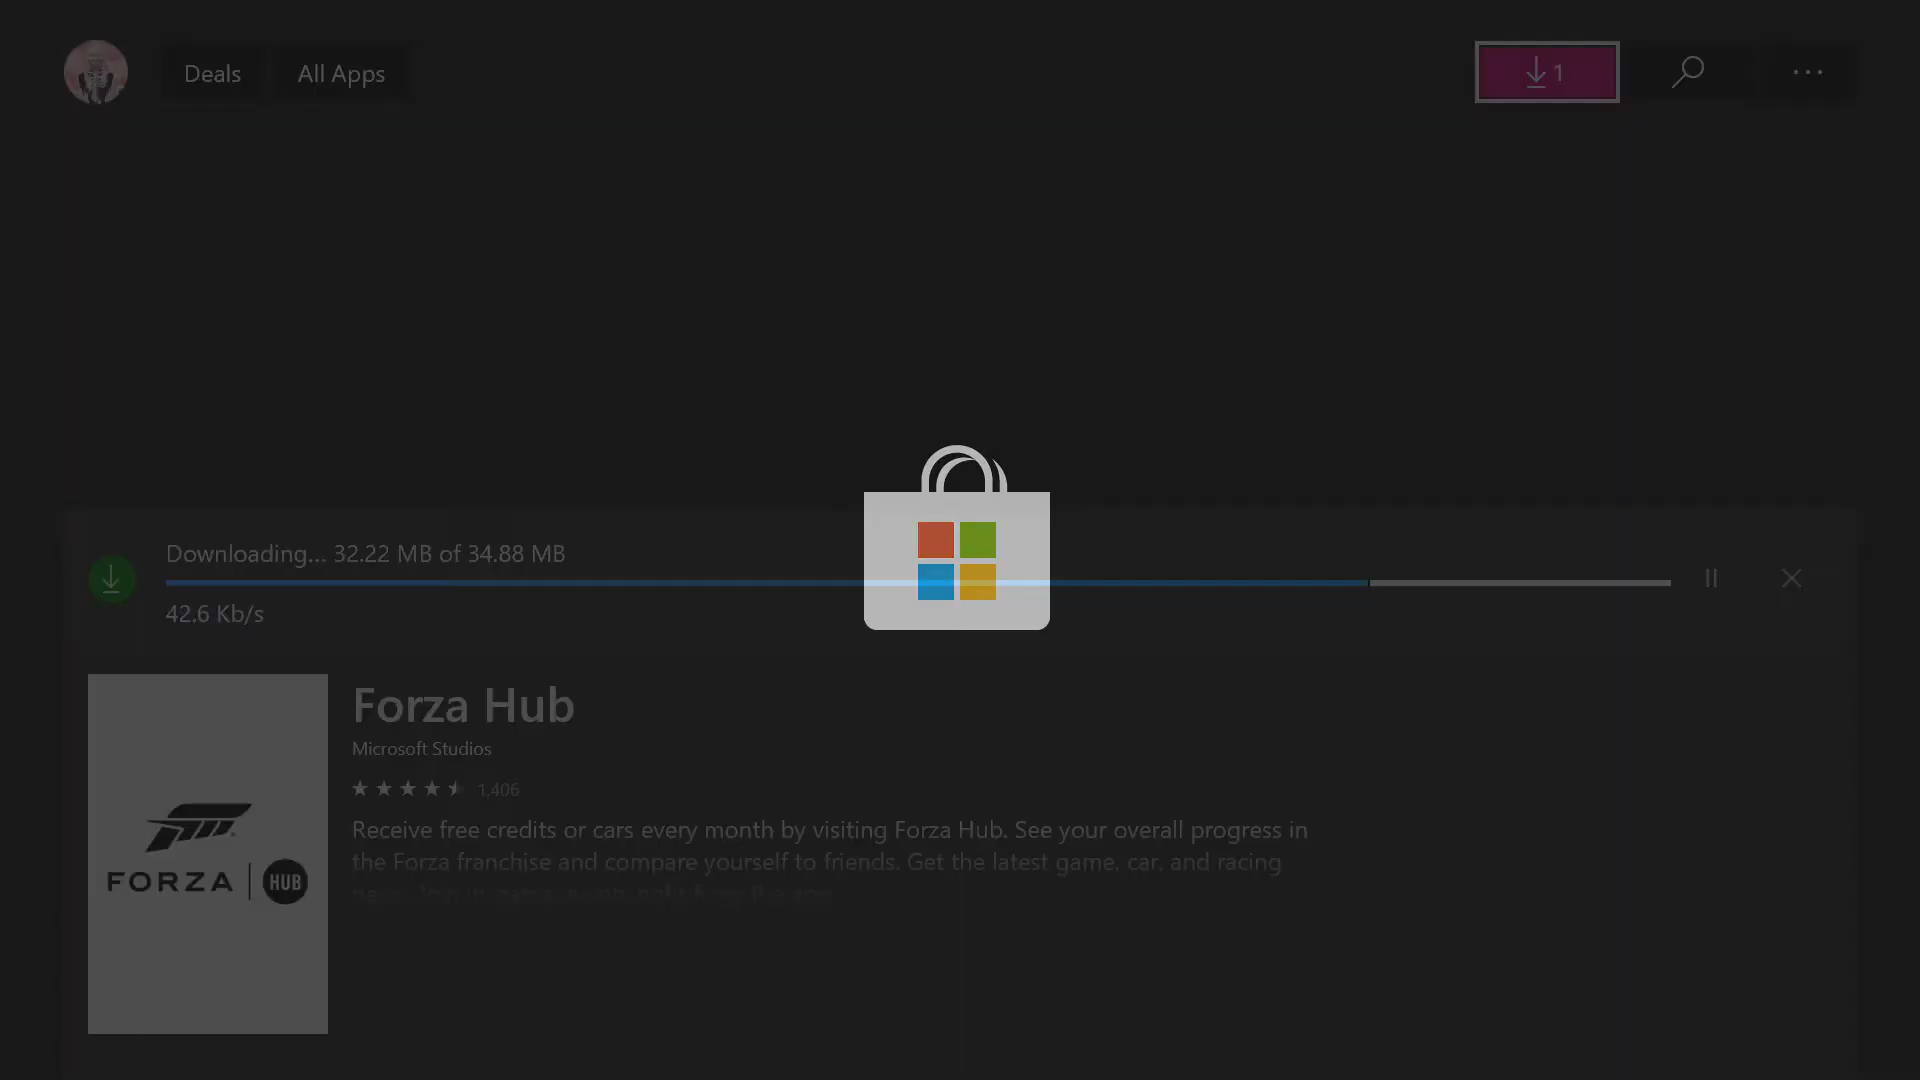 Deals
All Apps
1
Downloading... 32.22 MB of 34.88 MB
42.6 Kb/s
Forza Hub
Microsoft Studios
1,406
Receive free credits or cars every month by visiting Forza Hub. See your overall progress in
the Forza franchise and compare yourself to friends. Get the latest game, car, and racing
FORZA | HUB